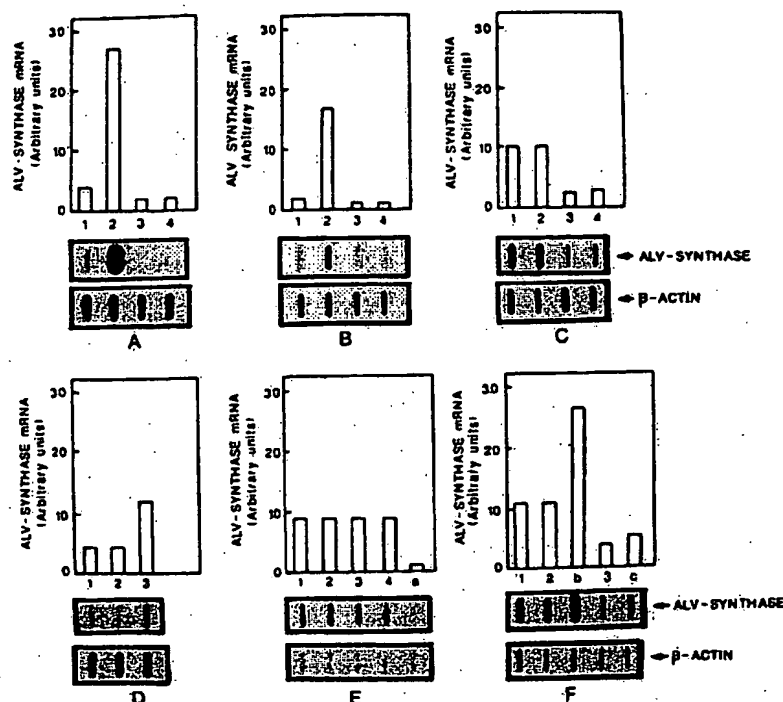 ALV-SYNTHASE mRNA
(Arbitrary units)
30
20
10
0
1 2 3 4
A
ALV SYNTHASE mRNA
(Arbitrary units)
30
20
10
0
1 2 3 4
B
ALV-SYNTHASE mRNA
(Arbitrary units)
30
20
10
0
1 2 3 4
ALV-SYNTHASE
β-ACTIN
C
ALV-SYNTHASE mRNA
(Arbitrary units)
30
20
10
0
1 2 3
D
ALV-SYNTHASE mRNA
(Arbitrary units)
30
20
10
0
1 2 3 4 a
E
ALV-SYNTHASE mRNA
(Arbitrary units)
30
20
10
0
1 2 b 3 c
ALV-SYNTHASE
β-ACTIN
F